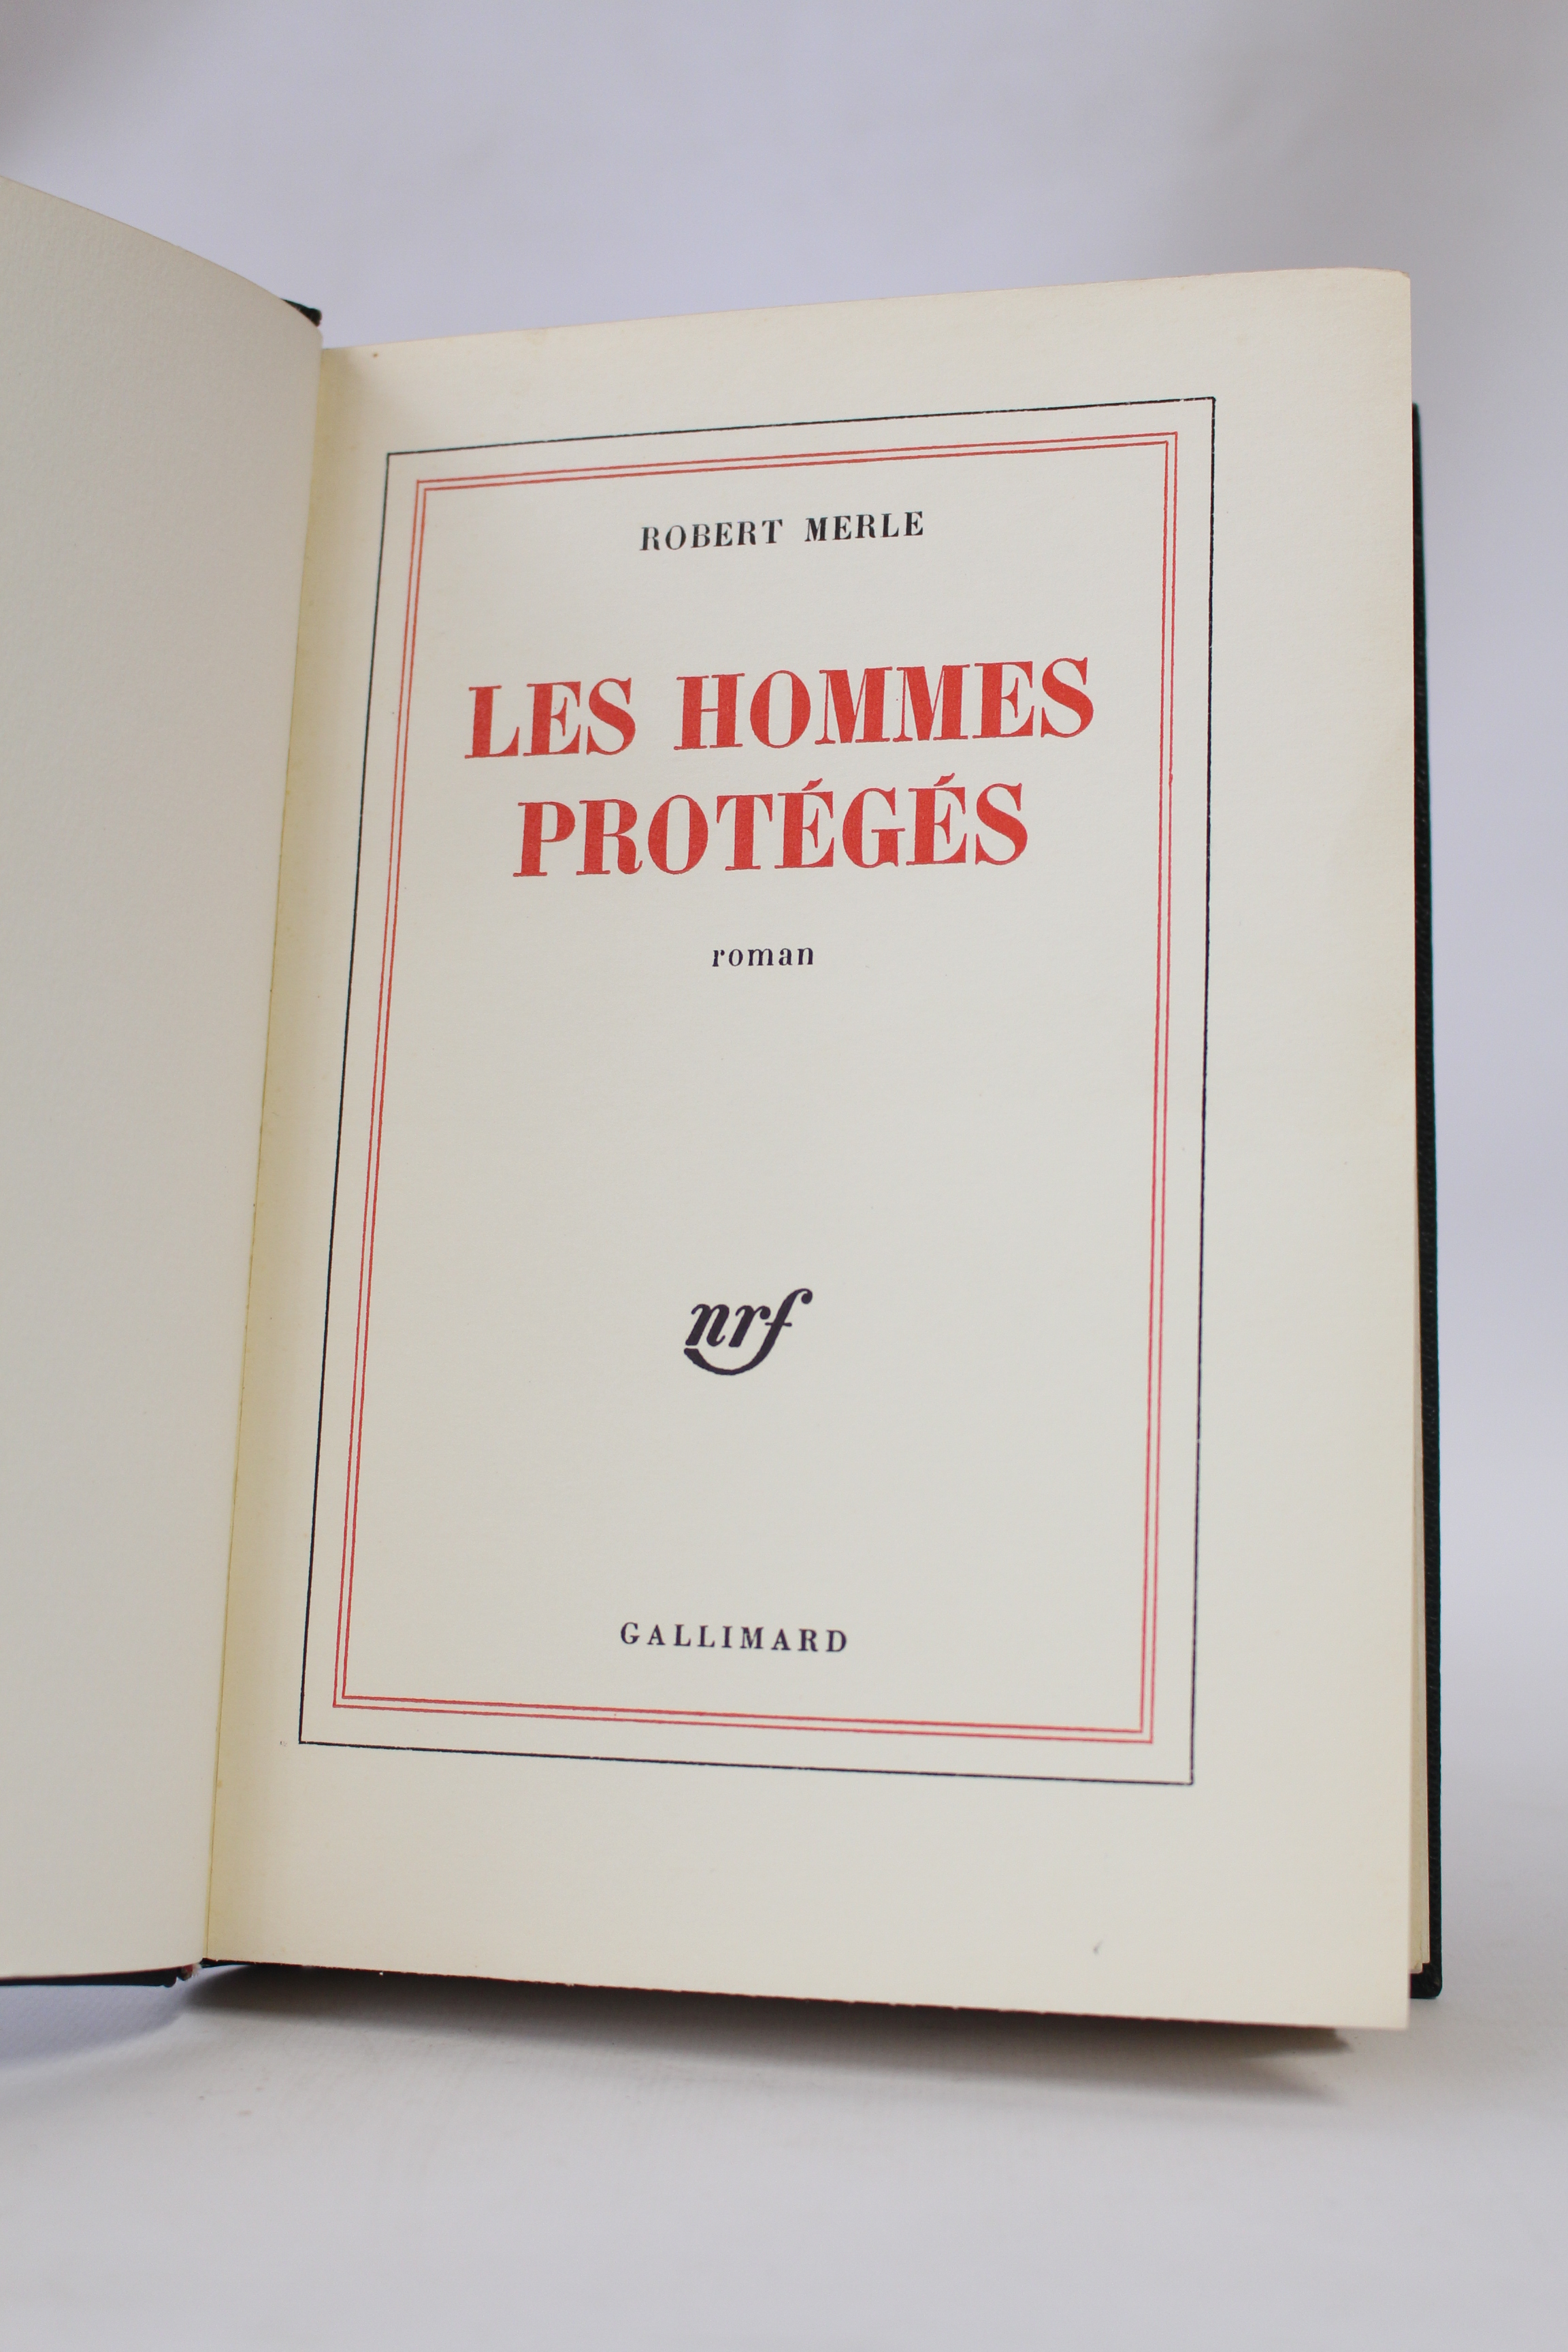 ROBERT MERLE
LES HOMMES
PROTÉGÉS
roman
nrf
GALLIMARD